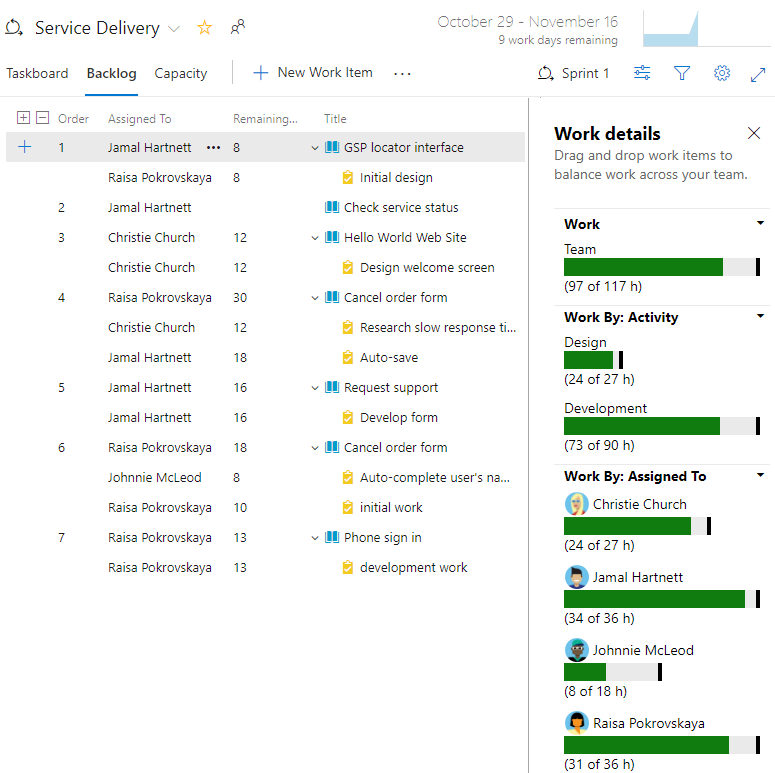 Service Delivery
October 29 - November 16
9 work days remaining
Taskboard Backlog Capacity New Work Item ... Sprint 1
Order Assigned To Remaining... Title
1 Jamal Hartnett ... 8 GSP locator interface
Raisa Pokrovskaya 8 Initial design
2 Jamal Hartnett Check service status
3 Christie Church 12 Hello World Web Site
Christie Church 12 Design welcome screen
4 Raisa Pokrovskaya 30 Cancel order form
Christie Church 12 Research slow response ti...
Jamal Hartnett 18 Auto-save
5 Jamal Hartnett 16 Request support
Jamal Hartnett 16 Develop form
6 Raisa Pokrovskaya 18 Cancel order form
Johnnie McLeod 8 Auto-complete user's na...
Raisa Pokrovskaya 10 initial work
7 Raisa Pokrovskaya 13 Phone sign in
Raisa Pokrovskaya 13 development work
Work details
Drag and drop work items to
balance work across your team.
Work
Team
(97 of 117 h)
Work By: Activity
Design
(24 of 27 h)
Development
(73 of 90 h)
Work By: Assigned To
Christie Church
(24 of 27 h)
Jamal Hartnett
(34 of 36 h)
Johnnie McLeod
(8 of 18 h)
Raisa Pokrovskaya
(31 of 36 h)